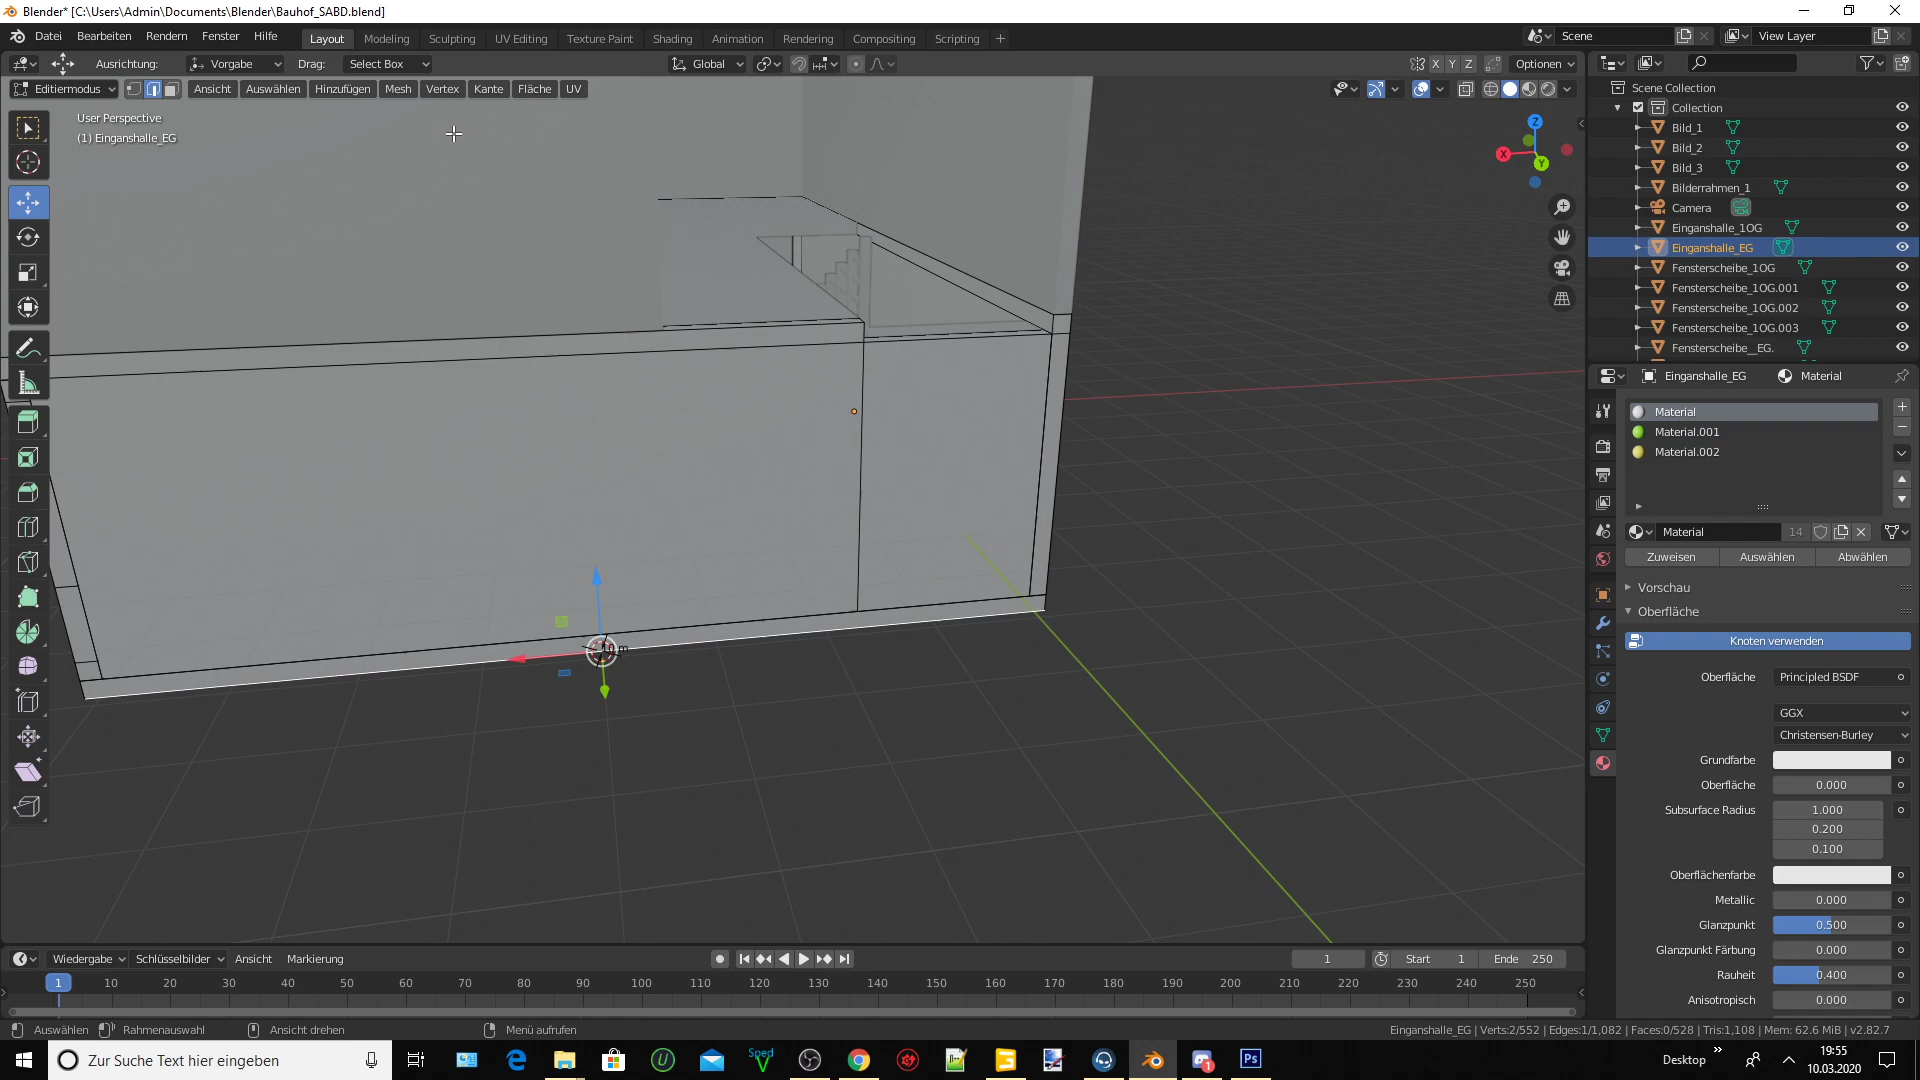 Blender* [C:\Users\Admin\Documents\Blender\Bauhof_SABD.blend]
Datei Bearbeiten Rendern Fenster Hilfe Layout Modeling Sculpting UV Editing Texture Paint Shading Animation Rendering Compositing Scripting Scene View Layer
Ausrichtung: Vorgabe Drag: Select Box Global X Y Z Optionen
Editiermodus Ansicht Auswählen Hinzufügen Mesh Vertex Kante Fläche UV
User Perspective
(1) Einganshalle_EG
Z
X
Y
Scene Collection
Collection
Bild_1
Bild_2
Bild_3
Bilderrahmen_1
Camera
Einganshalle_1OG
Einganshalle_EG
Fensterscheibe_1OG
Fensterscheibe_1OG.001
Fensterscheibe_1OG.002
Fensterscheibe_1OG.003
Fensterscheibe__EG.
Einganshalle_EG Material
Material
Material.001
Material.002
Material 14
Zuweisen Auswählen Abwählen
Vorschau
Oberfläche
Knoten verwenden
Oberfläche Principled BSDF
GGX
Christensen-Burley
Grundfarbe
Oberfläche 0.000
Subsurface Radius 1.000
0.200
0.100
Oberflächenfarbe
Metallic 0.000
Glanzpunkt 0.500
Glanzpunkt Färbung 0.000
Rauheit 0.400
Anisotropisch 0.000
Wiedergabe Schlüsselbilder Ansicht Markierung 1 Start 1 Ende 250
1 10 20 30 40 50 60 70 80 90 100 110 120 130 140 150 160 170 180 190 200 210 220 230 240 250
Auswählen Rahmenauswahl Ansicht drehen Menü aufrufen Einganshalle_EG | Verts:2/552 | Edges:1/1,082 | Faces:0/528 | Tris:1,108 | Mem: 62.6 MiB | v2.82.7
Zur Suche Text hier eingeben Sped V Ps Desktop » 19:55
10.03.2020